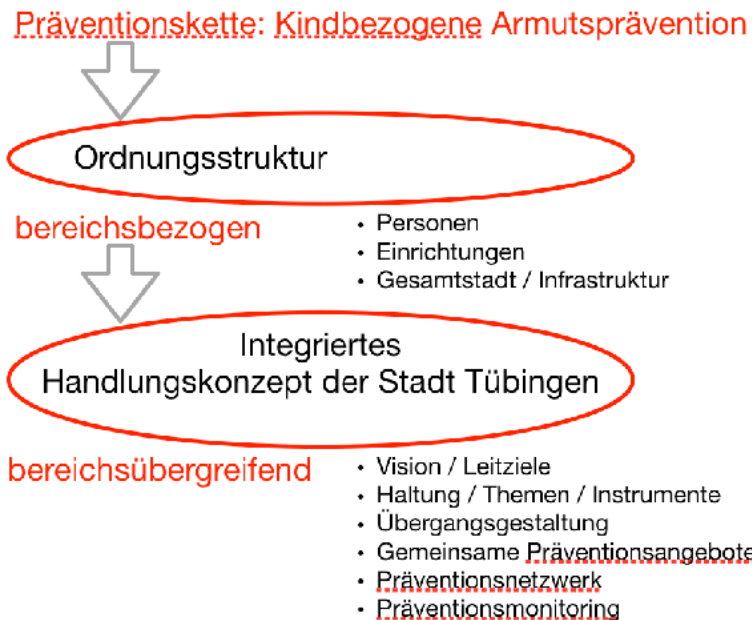 Präventionskette: Kindbezogene Armutsprävention
Ordnungsstruktur
bereichsbezogen
• Personen
• Einrichtungen
• Gesamtstadt / Infrastruktur
Integriertes
Handlungskonzept der Stadt Tübingen
bereichsübergreifend
• Vision / Leitziele
• Haltung / Themen / Instrumente
• Übergangsgestaltung
• Gemeinsame Präventionsangebote
• Präventionsnetzwerk
• Präventionsmonitoring